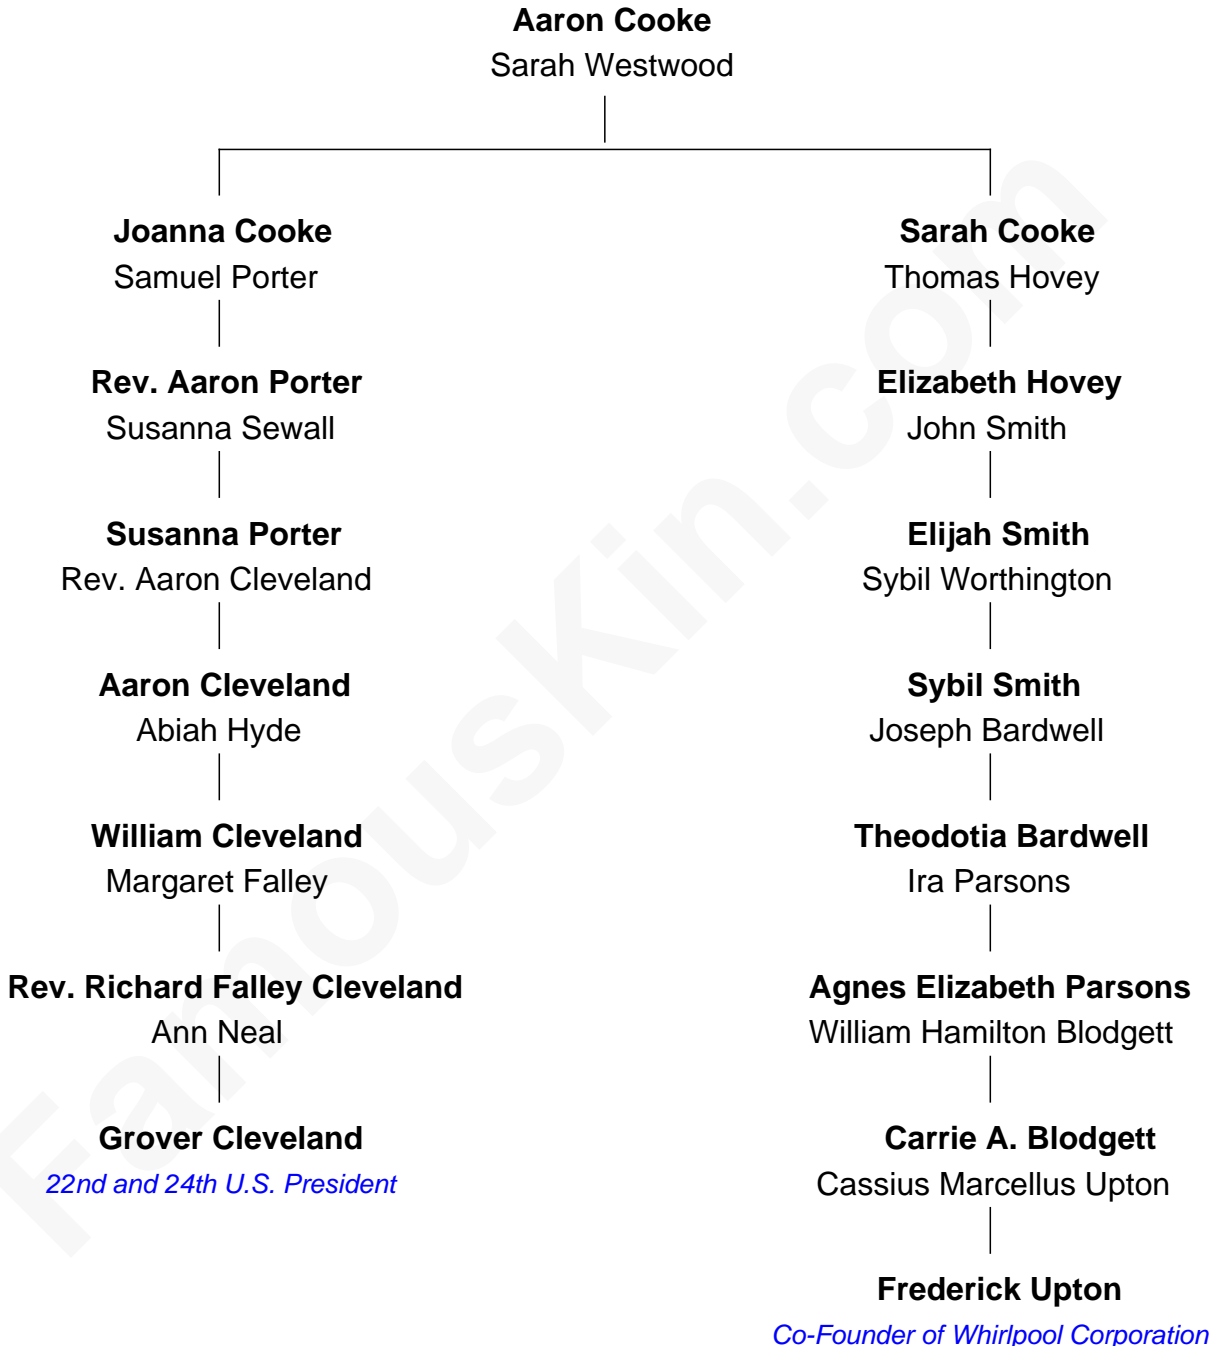 Aaron Cooke
Sarah Westwood
Joanna Cooke
Samuel Porter
Sarah Cooke
Thomas Hovey
Rev. Aaron Porter
Susanna Sewall
Elizabeth Hovey
John Smith
Susanna Porter
Rev. Aaron Cleveland
Elijah Smith
Sybil Worthington
Aaron Cleveland
Abiah Hyde
Sybil Smith
Joseph Bardwell
William Cleveland
Margaret Falley
Theodotia Bardwell
Ira Parsons
Rev. Richard Falley Cleveland
Ann Neal
Agnes Elizabeth Parsons
William Hamilton Blodgett
Grover Cleveland
22nd and 24th U.S. President
Carrie A. Blodgett
Cassius Marcellus Upton
Frederick Upton
Co-Founder of Whirlpool Corporation
FamousKin.com